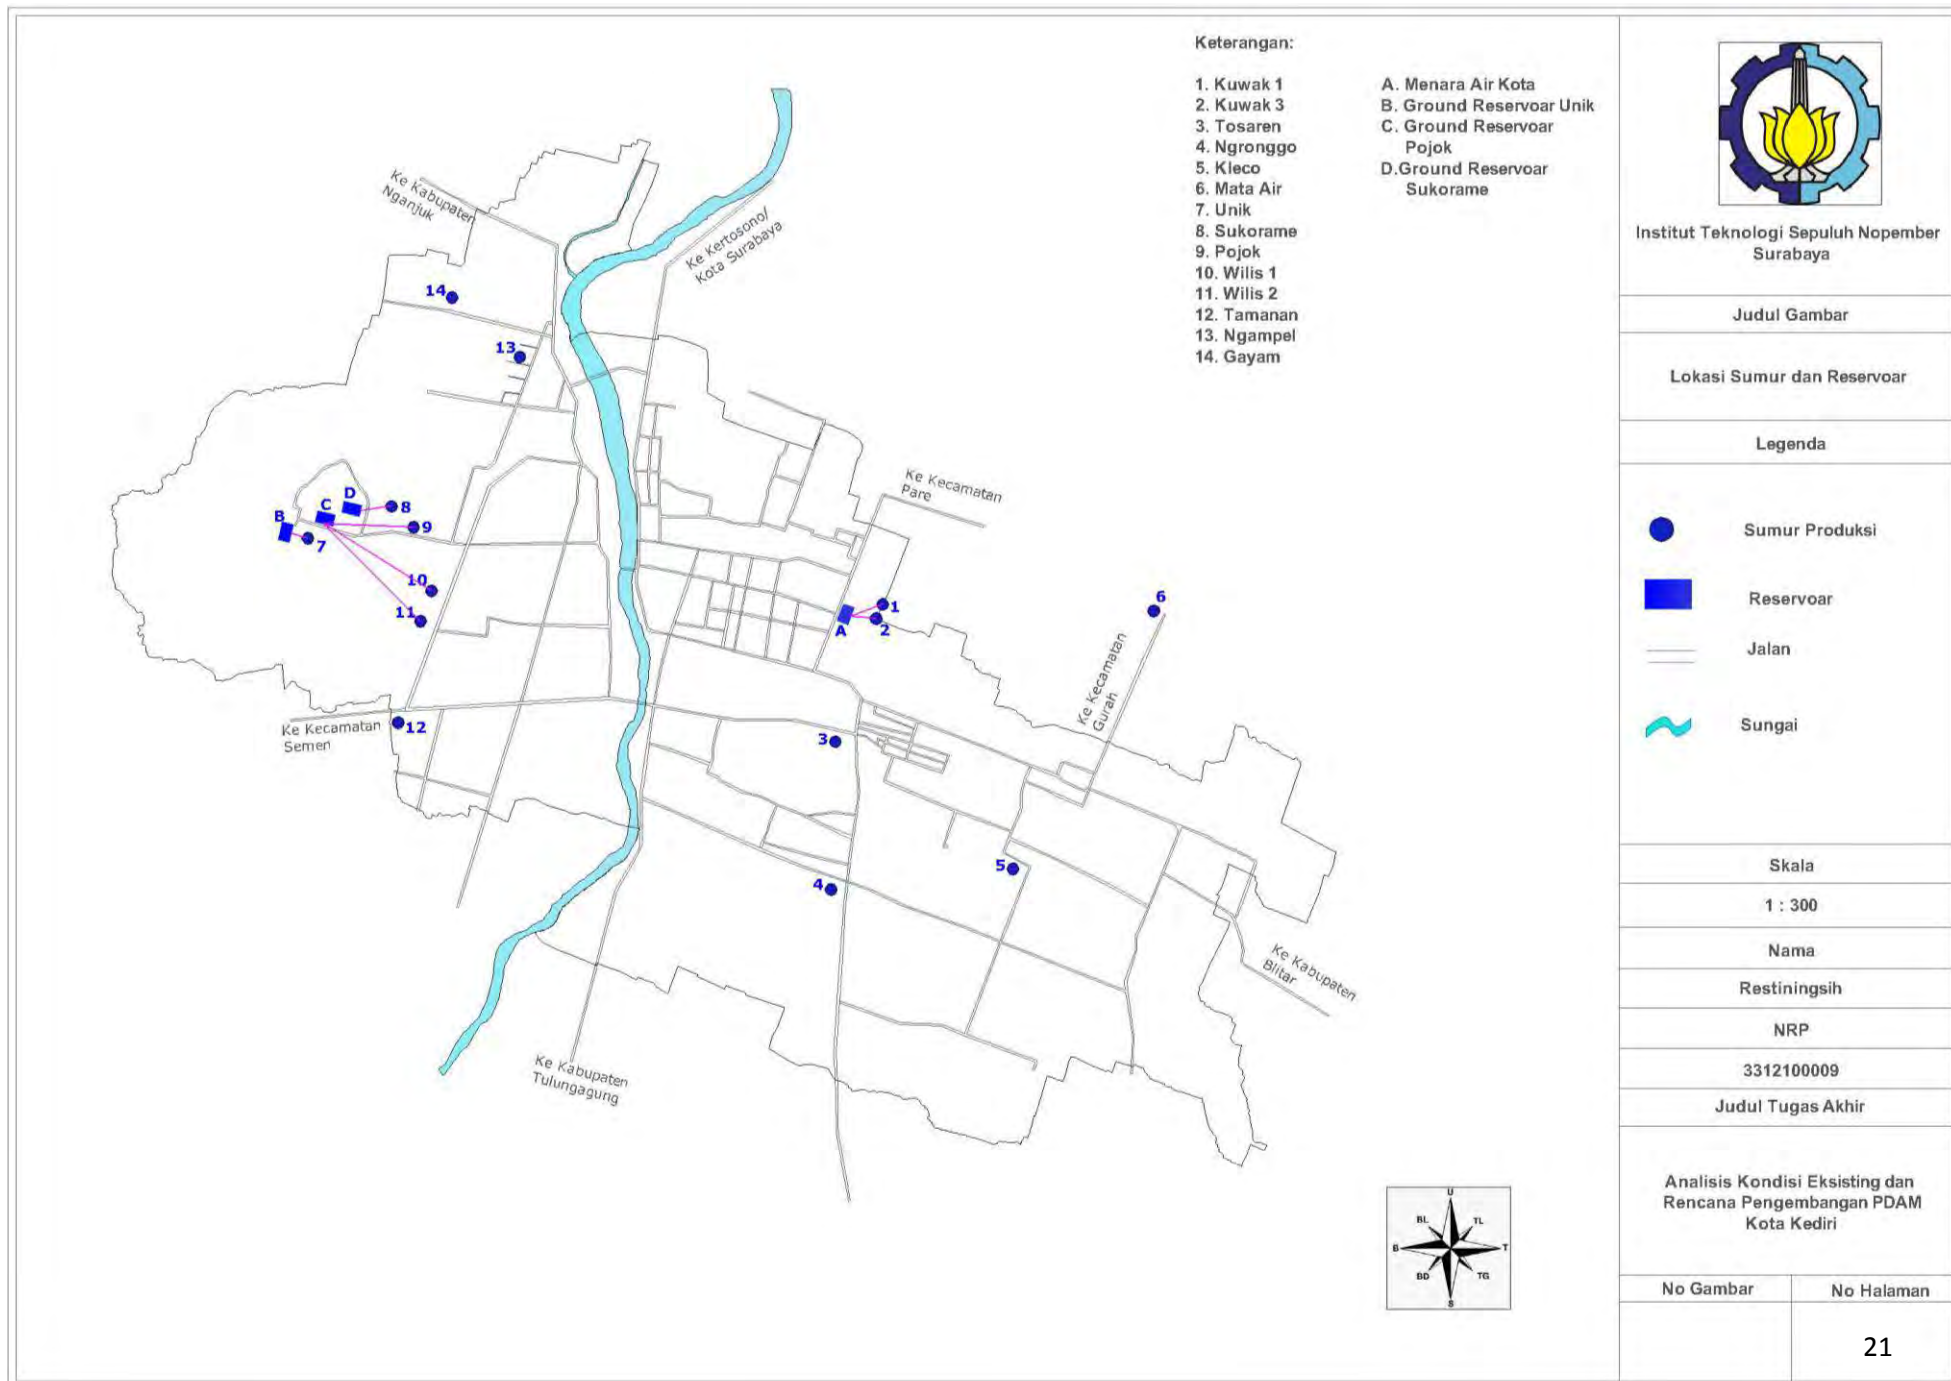 Keterangan:
1. Kuwak 1
2. Kuwak 3
3. Tosaren
4. Ngronggo
5. Kleco
6. Mata Air
7. Unik
8. Sukorame
9. Pojok
10. Wilis 1
11. Wilis 2
12. Tamanan
13. Ngampel
14. Gayam
A. Menara Air Kota
B. Ground Reservoar Unik
C. Ground Reservoar
Pojok
D.Ground Reservoar
Sukorame
Ke Kabupaten
Nganjuk
Ke Kertosono/
Kota Surabaya
14
13
Ke Kecamatan
Pare
D
C
B
8
9
7
10
11
1
2
A
6
Ke Kecamatan
Gurah
Ke Kecamatan
Semen
12
3
5
4
Ke Kabupaten
Blitar
Ke Kabupaten
Tulungagung
U
BL
TL
B
T
BD
TG
S
Institut Teknologi Sepuluh Nopember
Surabaya
Judul Gambar
Lokasi Sumur dan Reservoar
Legenda
Sumur Produksi
Reservoar
Jalan
Sungai
Skala
1 : 300
Nama
Restiningsih
NRP
3312100009
Judul Tugas Akhir
Analisis Kondisi Eksisting dan
Rencana Pengembangan PDAM
Kota Kediri
No Gambar
No Halaman
21